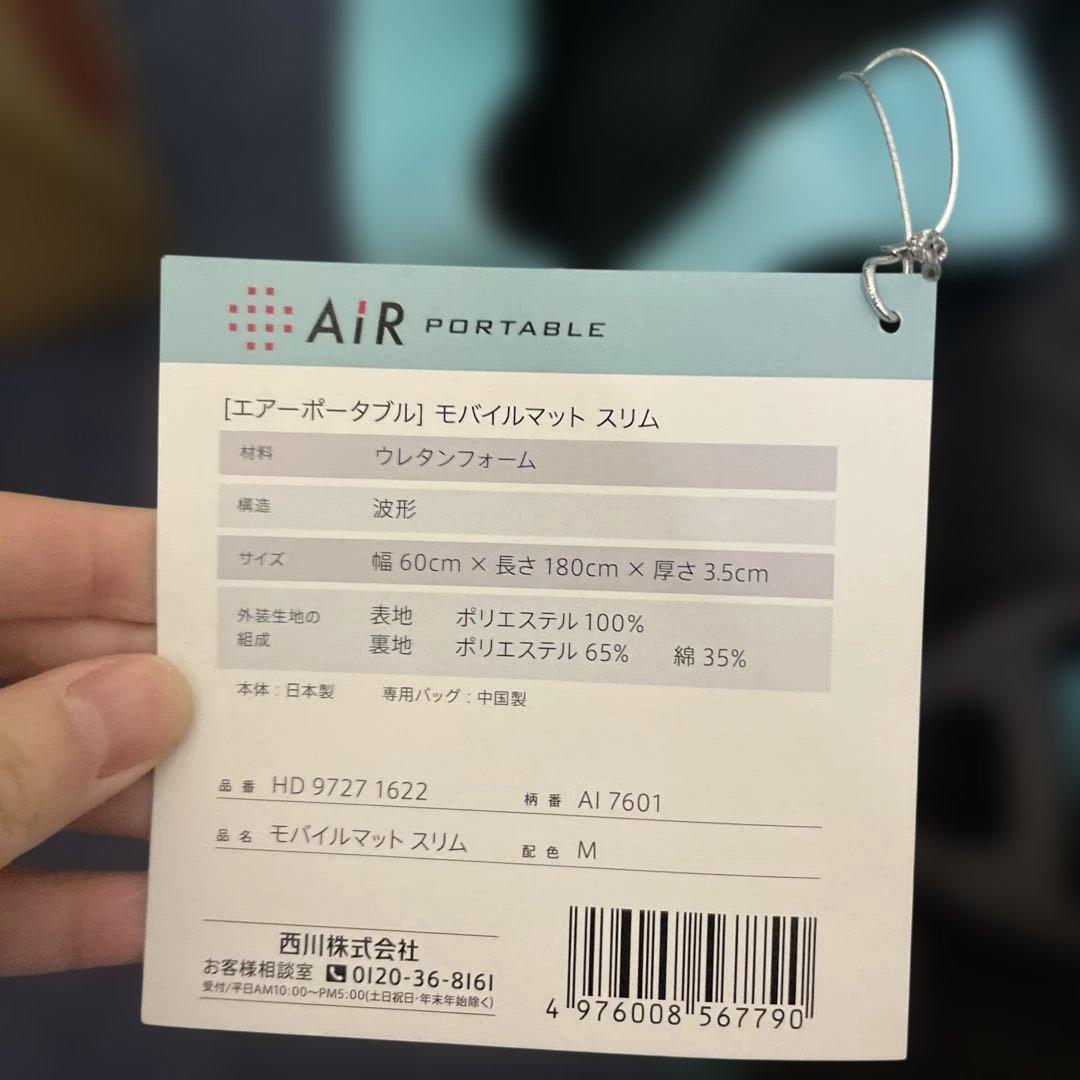 AiR PORTABLE
[エアーポータブル] モバイルマット スリム
材料 ウレタンフォーム
構造 波形
サイズ 幅 60cm × 長さ 180cm × 厚さ 3.5cm
外装生地の組成 表地 ポリエステル 100%
裏地 ポリエステル 65% 綿 35%
本体 : 日本製 専用バッグ : 中国製
品番 HD 9727 1622 柄番 AI 7601
品名 モバイルマット スリム 配色 M
西川株式会社
お客様相談室 0120-36-8161
受付/平日AM10:00〜PM5:00(土日祝日・年末年始除く)
4 976008 567790